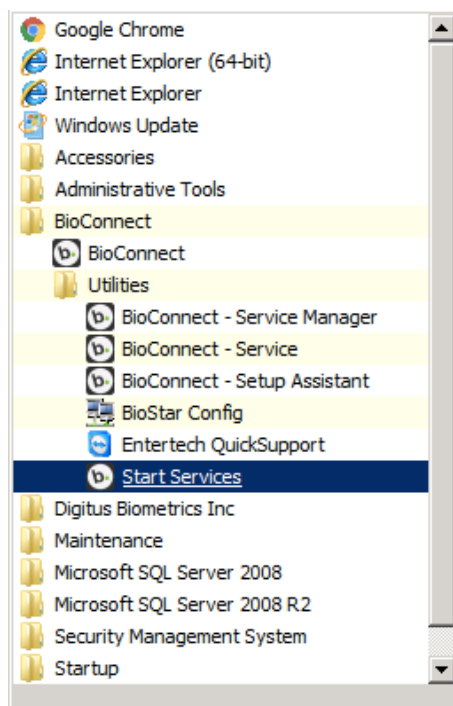 Google Chrome
Internet Explorer (64-bit)
Internet Explorer
Windows Update
Accessories
Administrative Tools
BioConnect
b. BioConnect
Utilities
b. BioConnect - Service Manager
b. BioConnect - Service
b. BioConnect - Setup Assistant
BioStar Config
Entertech QuickSupport
b. Start Services
Digitus Biometrics Inc
Maintenance
Microsoft SQL Server 2008
Microsoft SQL Server 2008 R2
Security Management System
Startup